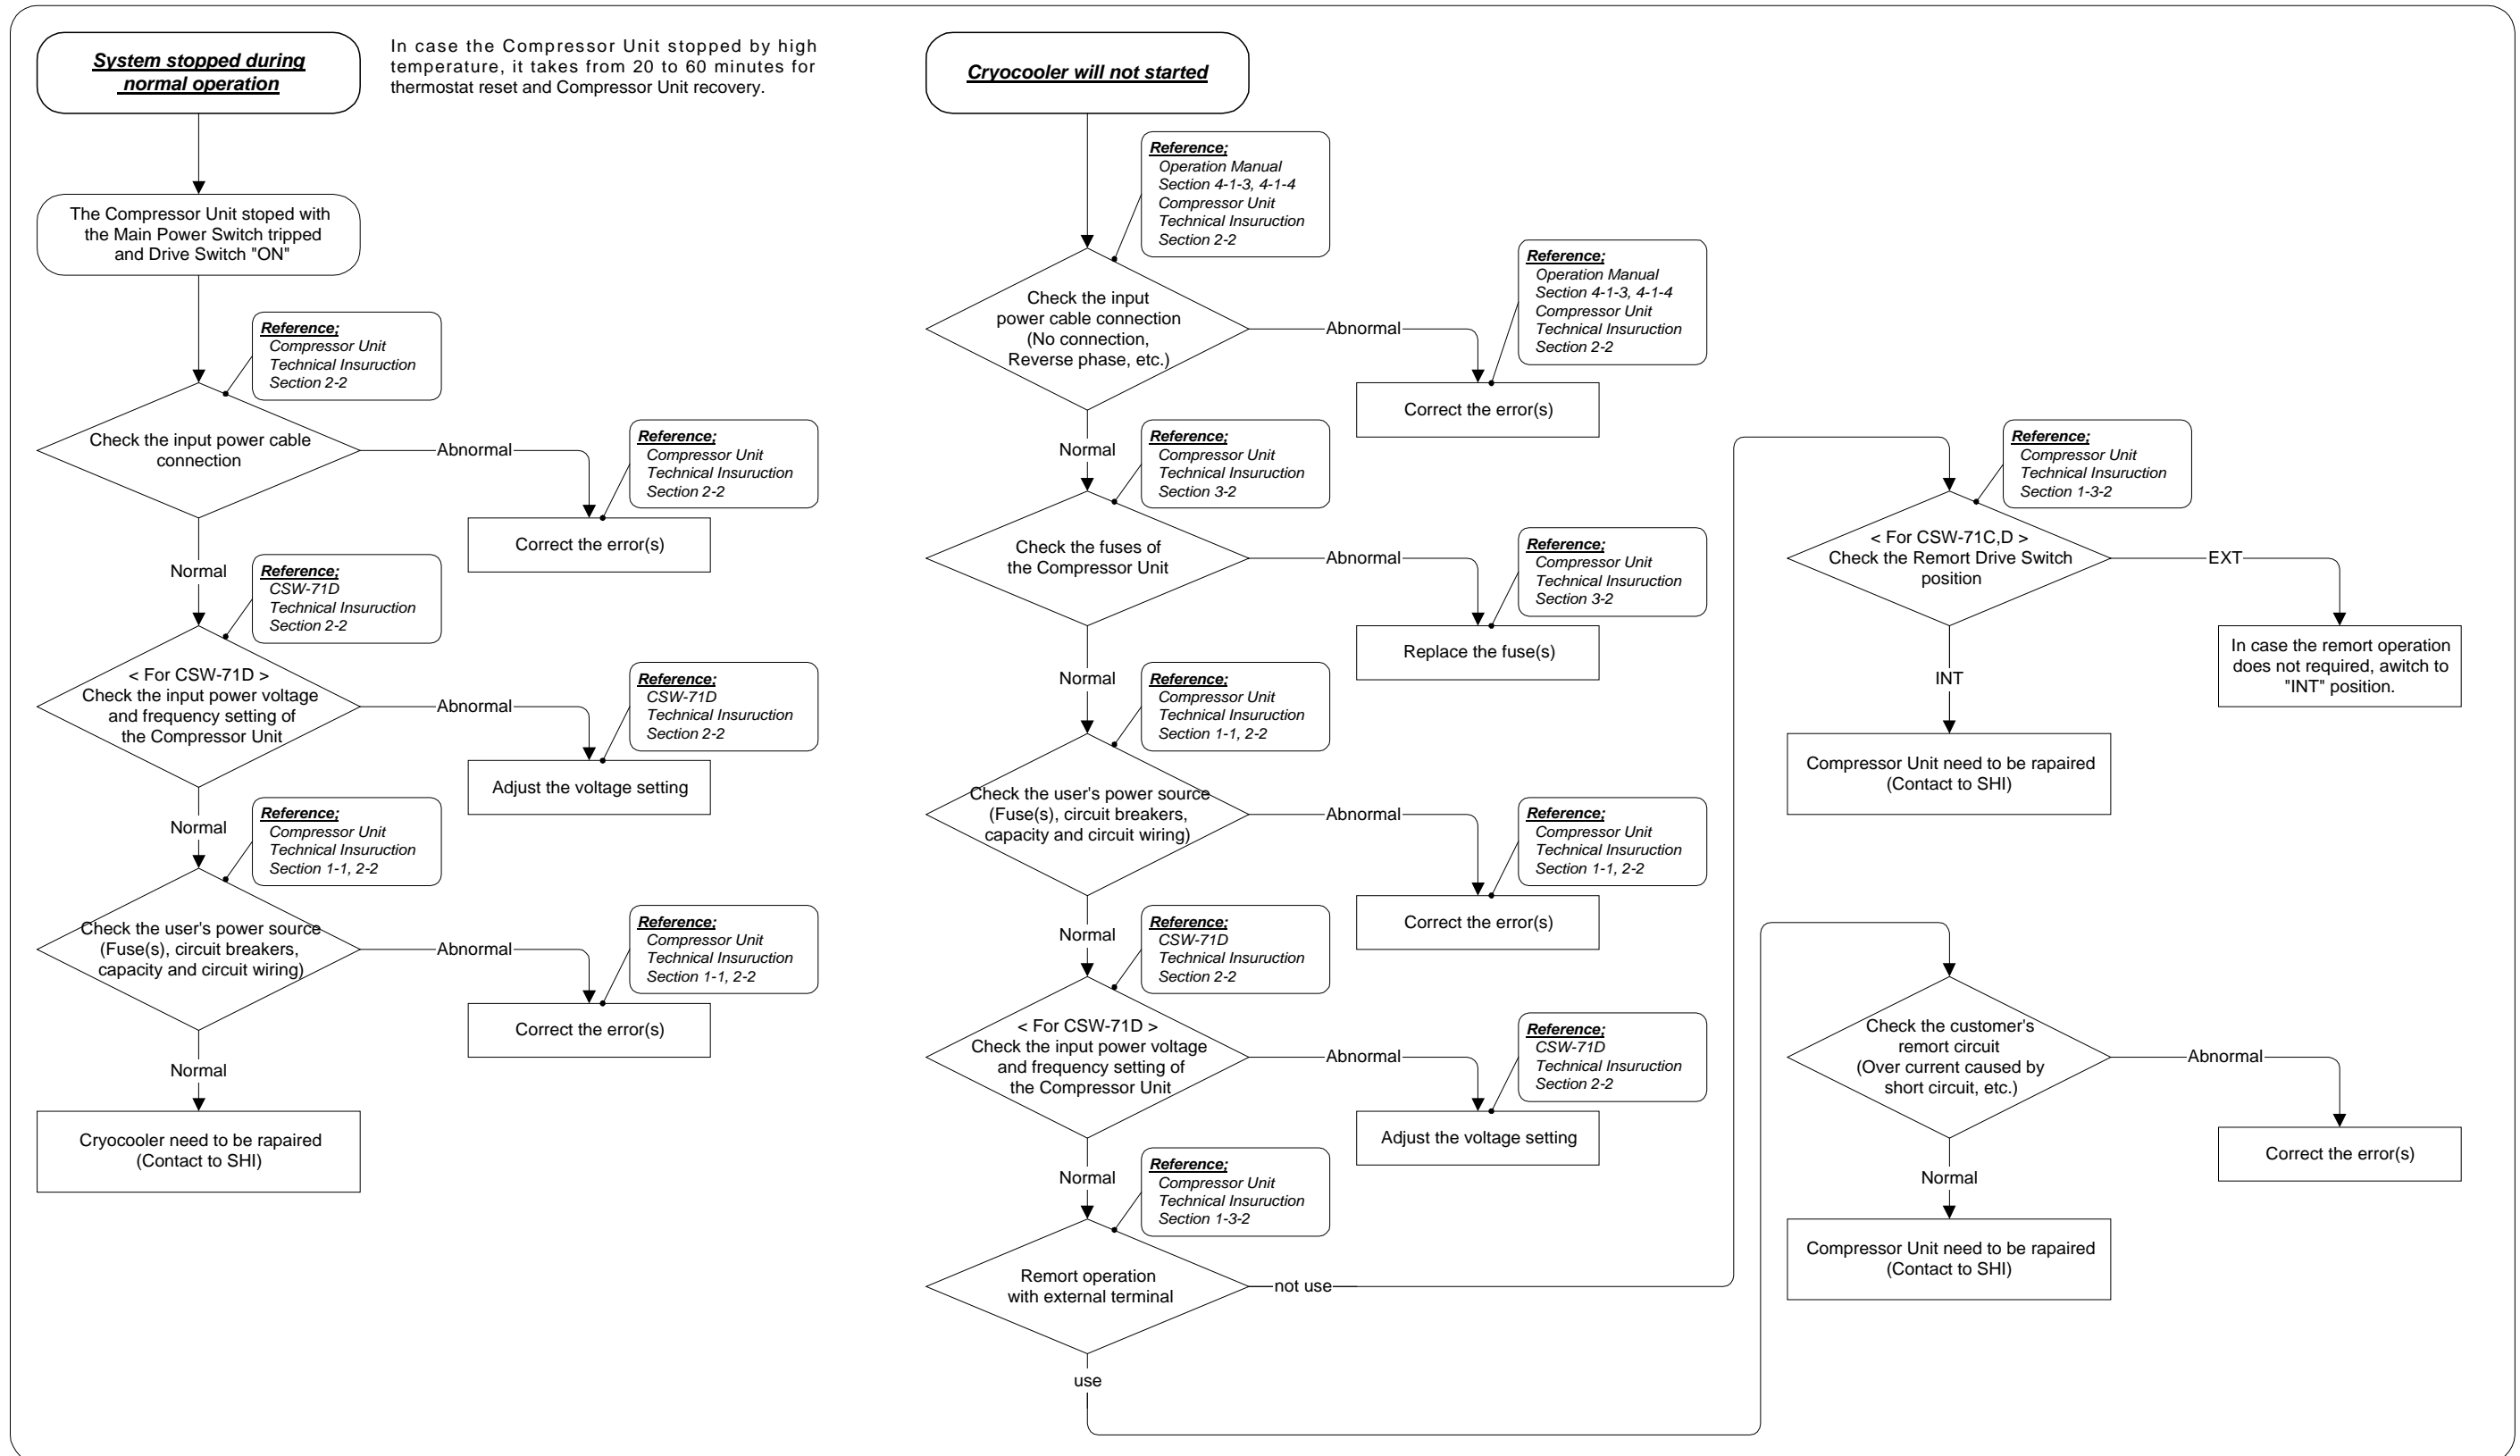 System stopped during
normal operation
In case the Compressor Unit stopped by high
temperature, it takes from 20 to 60 minutes for
thermostat reset and Compressor Unit recovery.
The Compressor Unit stoped with
the Main Power Switch tripped
and Drive Switch "ON"
Reference;
Compressor Unit
Technical Insuruction
Section 2-2
Check the input power cable
connection
Abnormal
Reference;
Compressor Unit
Technical Insuruction
Section 2-2
Correct the error(s)
Normal
Reference;
CSW-71D
Technical Insuruction
Section 2-2
< For CSW-71D >
Check the input power voltage
and frequency setting of
the Compressor Unit
Abnormal
Reference;
CSW-71D
Technical Insuruction
Section 2-2
Adjust the voltage setting
Normal
Reference;
Compressor Unit
Technical Insuruction
Section 1-1, 2-2
Check the user's power source
(Fuse(s), circuit breakers,
capacity and circuit wiring)
Abnormal
Reference;
Compressor Unit
Technical Insuruction
Section 1-1, 2-2
Correct the error(s)
Normal
Cryocooler need to be rapaired
(Contact to SHI)
Cryocooler will not started
Reference;
Operation Manual
Section 4-1-3, 4-1-4
Compressor Unit
Technical Insuruction
Section 2-2
Check the input
power cable connection
(No connection,
Reverse phase, etc.)
Abnormal
Reference;
Operation Manual
Section 4-1-3, 4-1-4
Compressor Unit
Technical Insuruction
Section 2-2
Correct the error(s)
Normal
Reference;
Compressor Unit
Technical Insuruction
Section 3-2
Check the fuses of
the Compressor Unit
Abnormal
Reference;
Compressor Unit
Technical Insuruction
Section 3-2
Replace the fuse(s)
Normal
Reference;
Compressor Unit
Technical Insuruction
Section 1-1, 2-2
Check the user's power source
(Fuse(s), circuit breakers,
capacity and circuit wiring)
Abnormal
Reference;
Compressor Unit
Technical Insuruction
Section 1-1, 2-2
Correct the error(s)
Normal
Reference;
CSW-71D
Technical Insuruction
Section 2-2
< For CSW-71D >
Check the input power voltage
and frequency setting of
the Compressor Unit
Abnormal
Reference;
CSW-71D
Technical Insuruction
Section 2-2
Adjust the voltage setting
Normal
Reference;
Compressor Unit
Technical Insuruction
Section 1-3-2
Remort operation
with external terminal
not use
use
Reference;
Compressor Unit
Technical Insuruction
Section 1-3-2
< For CSW-71C,D >
Check the Remort Drive Switch
position
EXT
In case the remort operation
does not required, awitch to
"INT" position.
INT
Compressor Unit need to be rapaired
(Contact to SHI)
Check the customer's
remort circuit
(Over current caused by
short circuit, etc.)
Abnormal
Correct the error(s)
Normal
Compressor Unit need to be rapaired
(Contact to SHI)